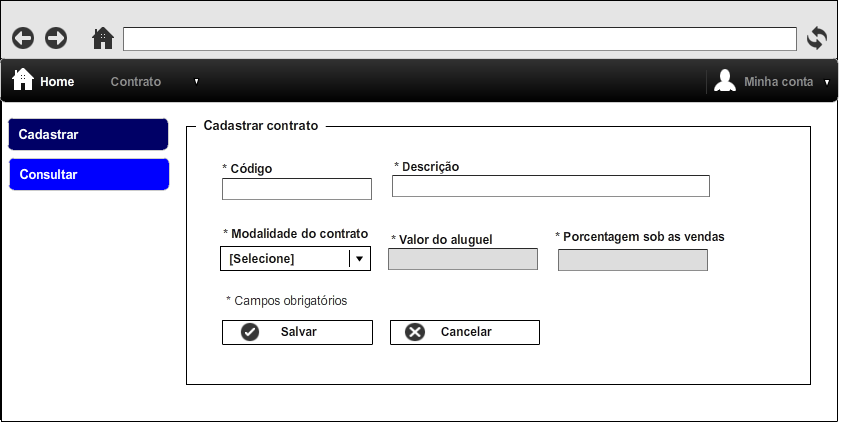 Home Contrato Minha conta
Cadastrar
Consultar
Cadastrar contrato
* Código
* Descrição
* Modalidade do contrato
* Valor do aluguel
* Porcentagem sob as vendas
[Selecione]
* Campos obrigatórios
Salvar Cancelar